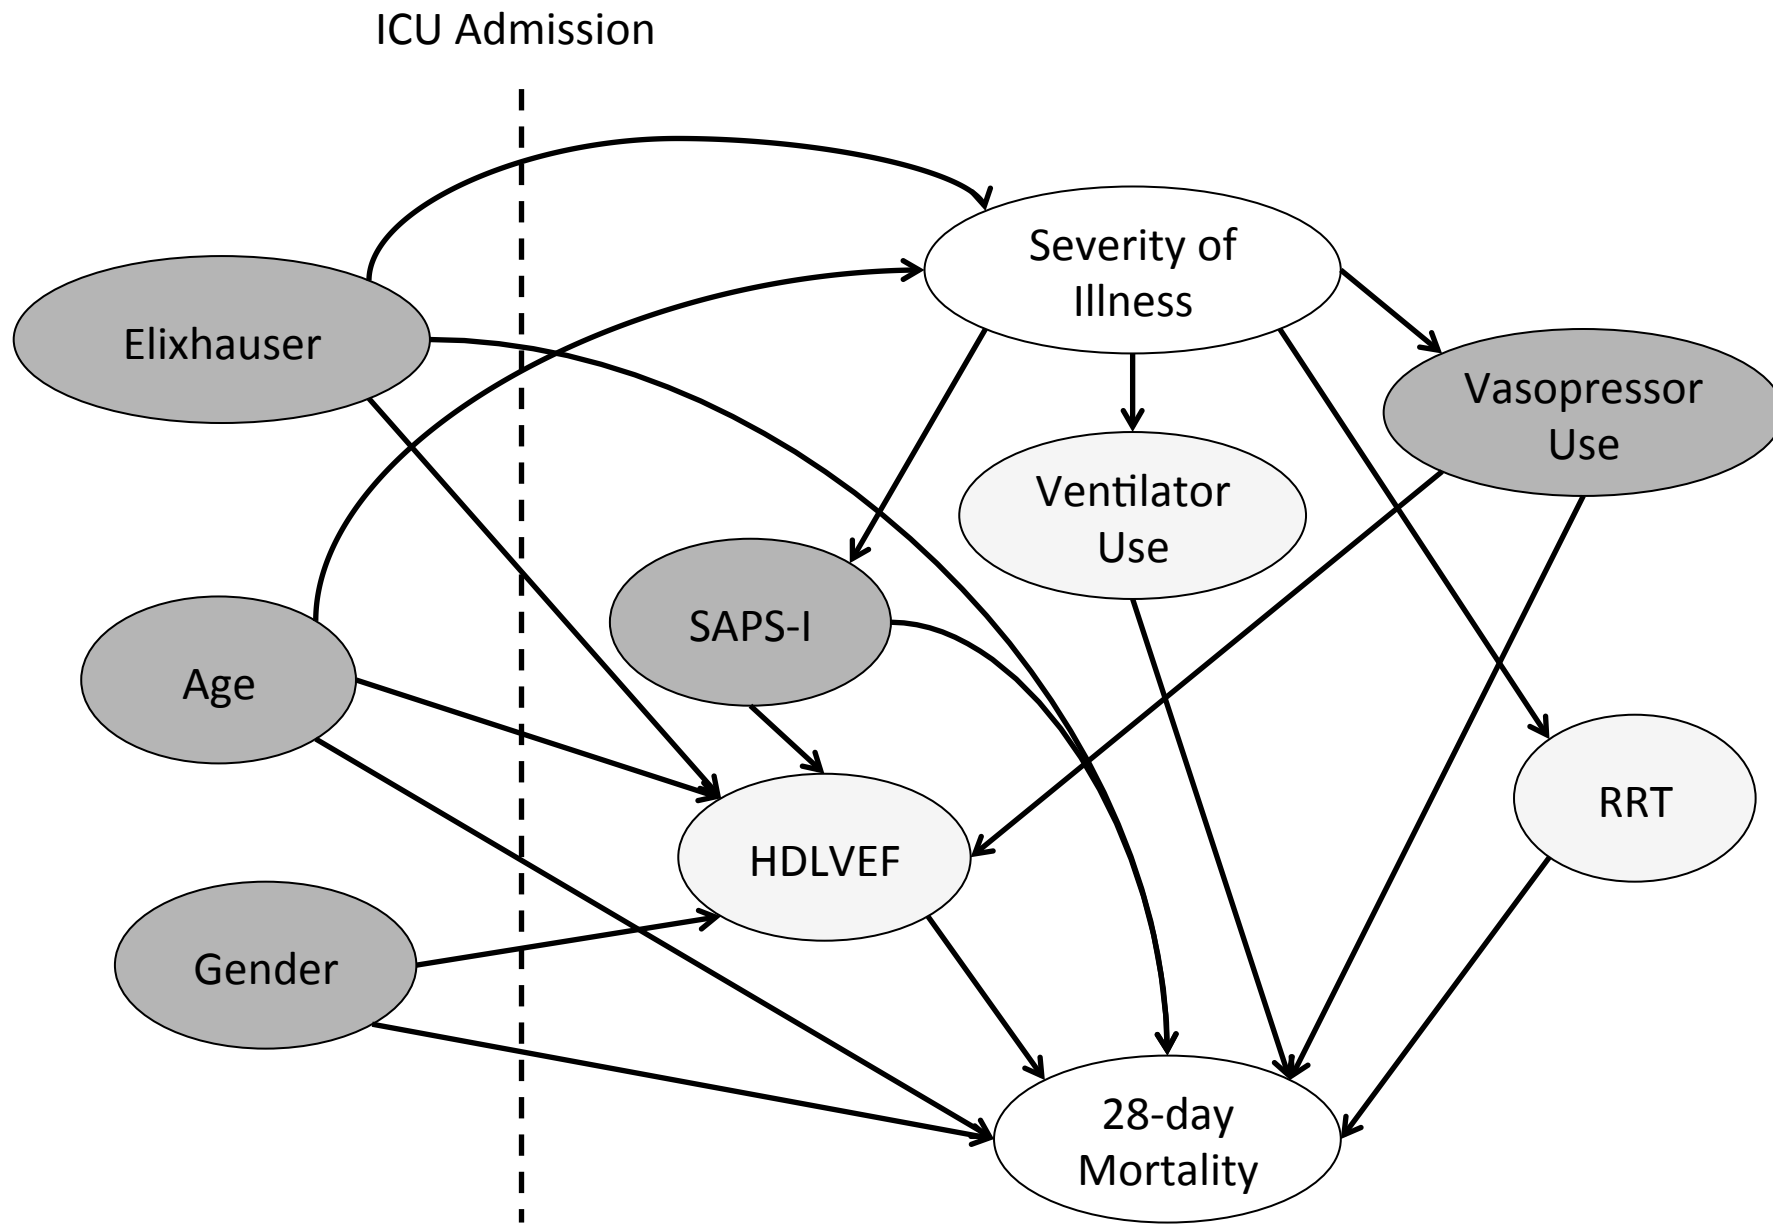 ICU Admission
Severity of
Illness
Elixhauser
Vasopressor
Use
Ventilator
Use
SAPS-I
Age
RRT
HDLVEF
Gender
28-day
Mortality